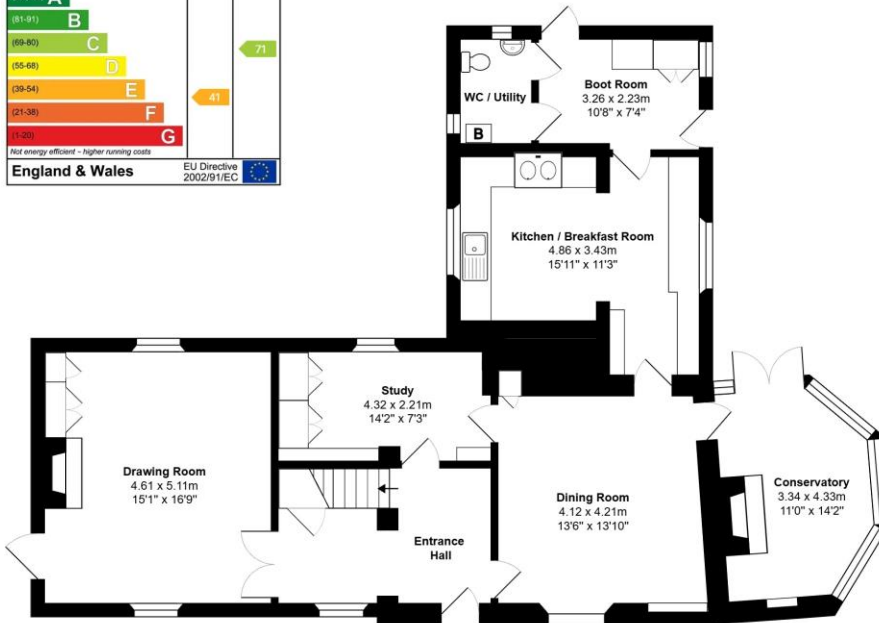 A
(81-91) B
(69-80) C
(55-68) D
(39-54) E
(21-38) F
(1-20) G
41
71
Not energy efficient – higher running costs
England & Wales
EU Directive
2002/91/EC
WC / Utility
B
Boot Room
3.26 x 2.23m
10'8" x 7'4"
Kitchen / Breakfast Room
4.86 x 3.43m
15'11" x 11'3"
Study
4.32 x 2.21m
14'2" x 7'3"
Drawing Room
4.61 x 5.11m
15'1" x 16'9"
Entrance
Hall
Dining Room
4.12 x 4.21m
13'6" x 13'10"
Conservatory
3.34 x 4.33m
11'0" x 14'2"